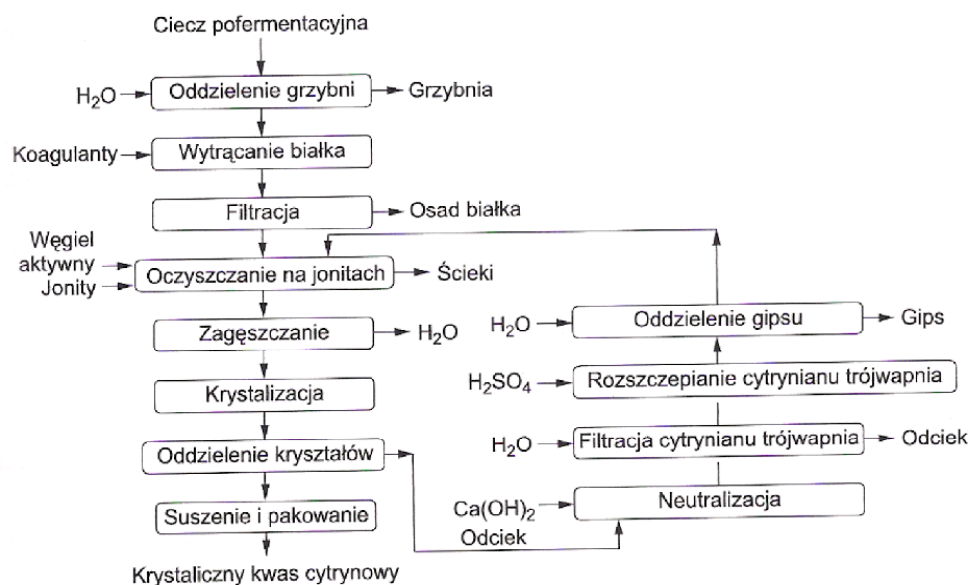 Ciecz pofermentacyjna
H₂O
Oddzielenie grzybni
Grzybnia
Koagulanty
Wytrącanie białka
Filtracja
Osad białka
Węgiel
aktywny
Jonity
Oczyszczanie na jonitach
Ścieki
Zagęszczanie
H₂O
Krystalizacja
Oddzielenie kryształów
Suszenie i pakowanie
Krystaliczny kwas cytrynowy
Odciek
Ca(OH)₂
Neutralizacja
H₂O
Filtracja cytrynianu trójwapnia
Odciek
H₂SO₄
Rozszczepianie cytrynianu trójwapnia
H₂O
Oddzielenie gipsu
Gips